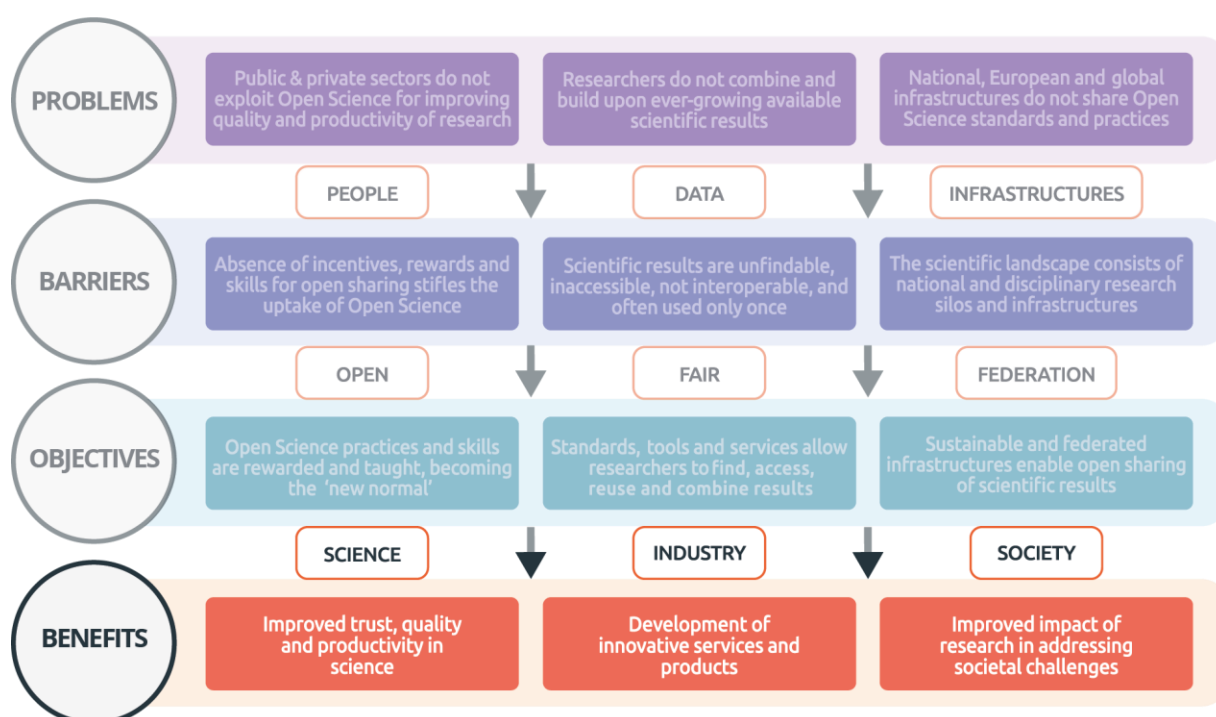 PROBLEMS
Public & private sectors do not
exploit Open Science for improving
quality and productivity of research
Researchers do not combine and
build upon ever-growing available
scientific results
National, European and global
infrastructures do not share Open
Science standards and practices
PEOPLE
DATA
INFRASTRUCTURES
BARRIERS
Absence of incentives, rewards and
skills for open sharing stifles the
uptake of Open Science
Scientific results are unfindable,
inaccessible, not interoperable, and
often used only once
The scientific landscape consists of
national and disciplinary research
silos and infrastructures
OPEN
FAIR
FEDERATION
OBJECTIVES
Open Science practices and skills
are rewarded and taught, becoming
the ‘new normal’
Standards, tools and services allow
researchers to find, access,
reuse and combine results
Sustainable and federated
infrastructures enable open sharing
of scientific results
SCIENCE
INDUSTRY
SOCIETY
BENEFITS
Improved trust, quality
and productivity in
science
Development of
innovative services and
products
Improved impact of
research in addressing
societal challenges